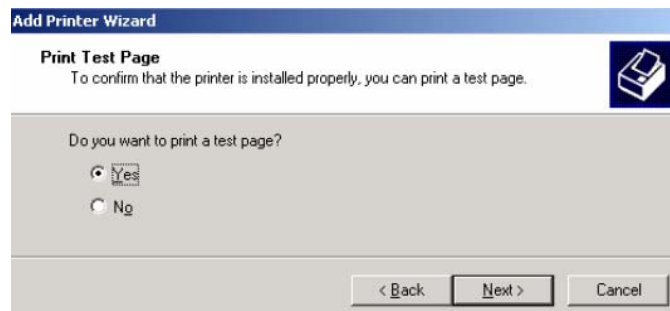 Add Printer Wizard
Print Test Page
To confirm that the printer is installed properly, you can print a test page.
Do you want to print a test page?
Yes
No
< Back
Next >
Cancel